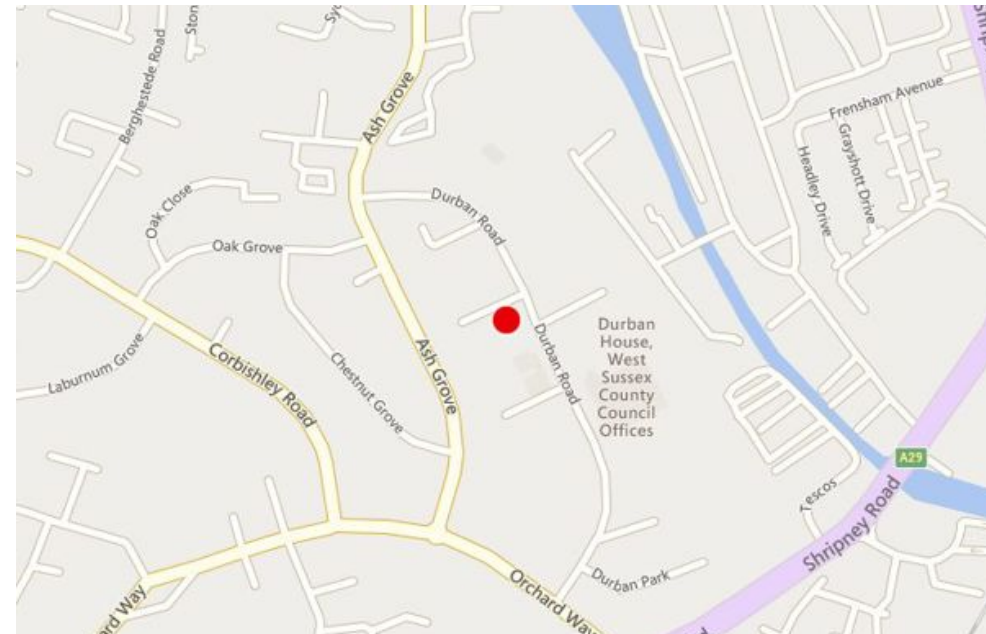 Berghestede Road
Ash Grove
Frensham Avenue
Grayshott Drive
Headley Drive
Oak Close
Durban Road
Oak Grove
Durban
House,
West
Sussex
County
Council
Offices
Durban Road
Ash Grove
Corbishley Road
Chestnut Grove
Laburnum Grove
A29
Tescos
Shripney Road
Durban Park
Orchard Way
ard Way